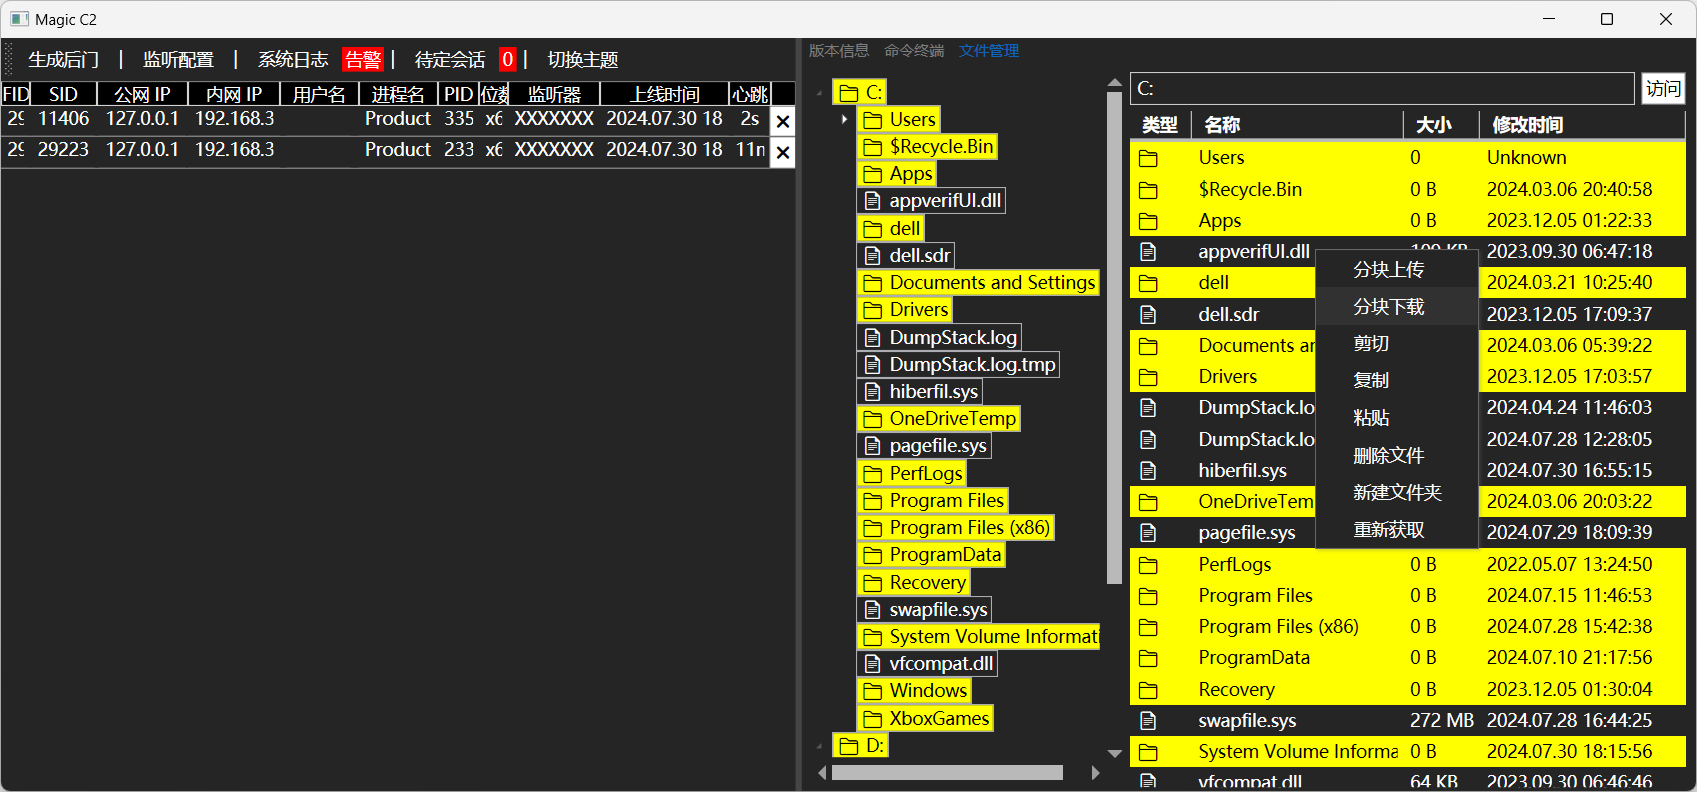 Magic C2
生成后门 | 监听配置 | 系统日志 告警 | 待定会话 0 | 切换主题
FID SID 公网 IP 内网 IP 用户名 进程名 PID 位数 监听器 上线时间 心跳
29 11406 127.0.0.1 192.168.3 Product 335 x6 XXXXXXX 2024.07.30 18 2s
29223 127.0.0.1 192.168.3 Product 233 x6 XXXXXXX 2024.07.30 18 11m
版本信息 命令终端 文件管理
C:
Users
$Recycle.Bin
Apps
appverifUI.dll
dell
dell.sdr
Documents and Settings
Drivers
DumpStack.log
DumpStack.log.tmp
hiberfil.sys
OneDriveTemp
pagefile.sys
PerfLogs
Program Files
Program Files (x86)
ProgramData
Recovery
swapfile.sys
System Volume Informati
vfcompat.dll
Windows
XboxGames
D:
C: 访问
类型 名称 大小 修改时间
Users 0 Unknown
$Recycle.Bin 0 B 2024.03.06 20:40:58
Apps 0 B 2023.12.05 01:22:33
appverifUI.dll 2023.09.30 06:47:18
dell 2024.03.21 10:25:40
dell.sdr 2023.12.05 17:09:37
Documents ar 2024.03.06 05:39:22
Drivers 2023.12.05 17:03:57
DumpStack.lo 2024.04.24 11:46:03
DumpStack.lo 2024.07.28 12:28:05
hiberfil.sys 2024.07.30 16:55:15
OneDriveTem 2024.03.06 20:03:22
pagefile.sys 2024.07.29 18:09:39
PerfLogs 0 B 2022.05.07 13:24:50
Program Files 0 B 2024.07.15 11:46:53
Program Files (x86) 0 B 2024.07.28 15:42:38
ProgramData 0 B 2024.07.10 21:17:56
Recovery 0 B 2023.12.05 01:30:04
swapfile.sys 272 MB 2024.07.28 16:44:25
System Volume Informa 0 B 2024.07.30 18:15:56
vfcompat.dll 64 KB 2023.09.30 06:46:46
分块上传
分块下载
剪切
复制
粘贴
删除文件
新建文件夹
重新获取